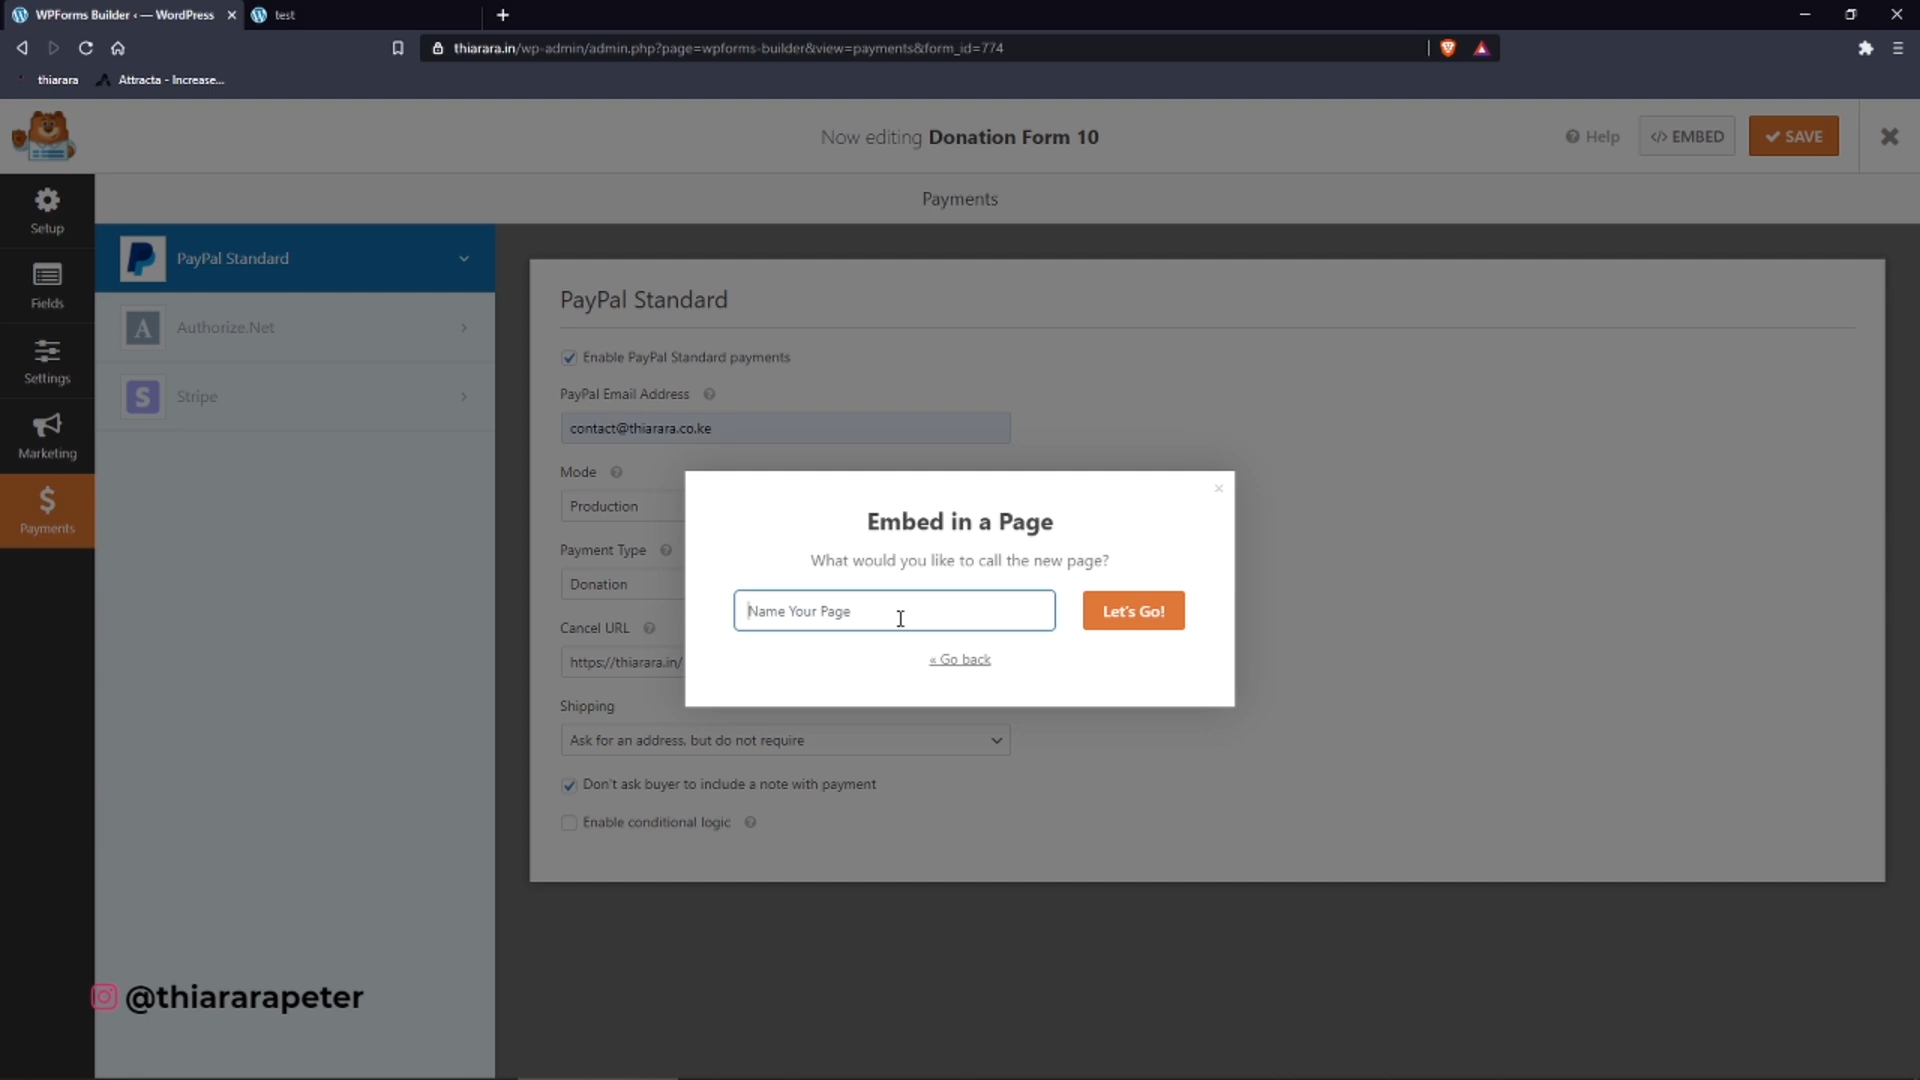 WPForms Builder ‹ — WordPress
test
thiarara.in/wp-admin/admin.php?page=wpforms-builder&view=payments&form_id=774
thiarara
Attracta - Increase...
Now editing Donation Form 10
Help
</> EMBED
SAVE
Payments
Setup
Fields
Settings
Marketing
Payments
PayPal Standard
Authorize.Net
Stripe
PayPal Standard
Enable PayPal Standard payments
PayPal Email Address
contact@thiarara.co.ke
Mode
Production
Payment Type
Donation
Cancel URL
https://thiarara.in/
Shipping
Ask for an address, but do not require
Don't ask buyer to include a note with payment
Enable conditional logic
Embed in a Page
What would you like to call the new page?
Name Your Page
Let's Go!
« Go back
@thiararapeter